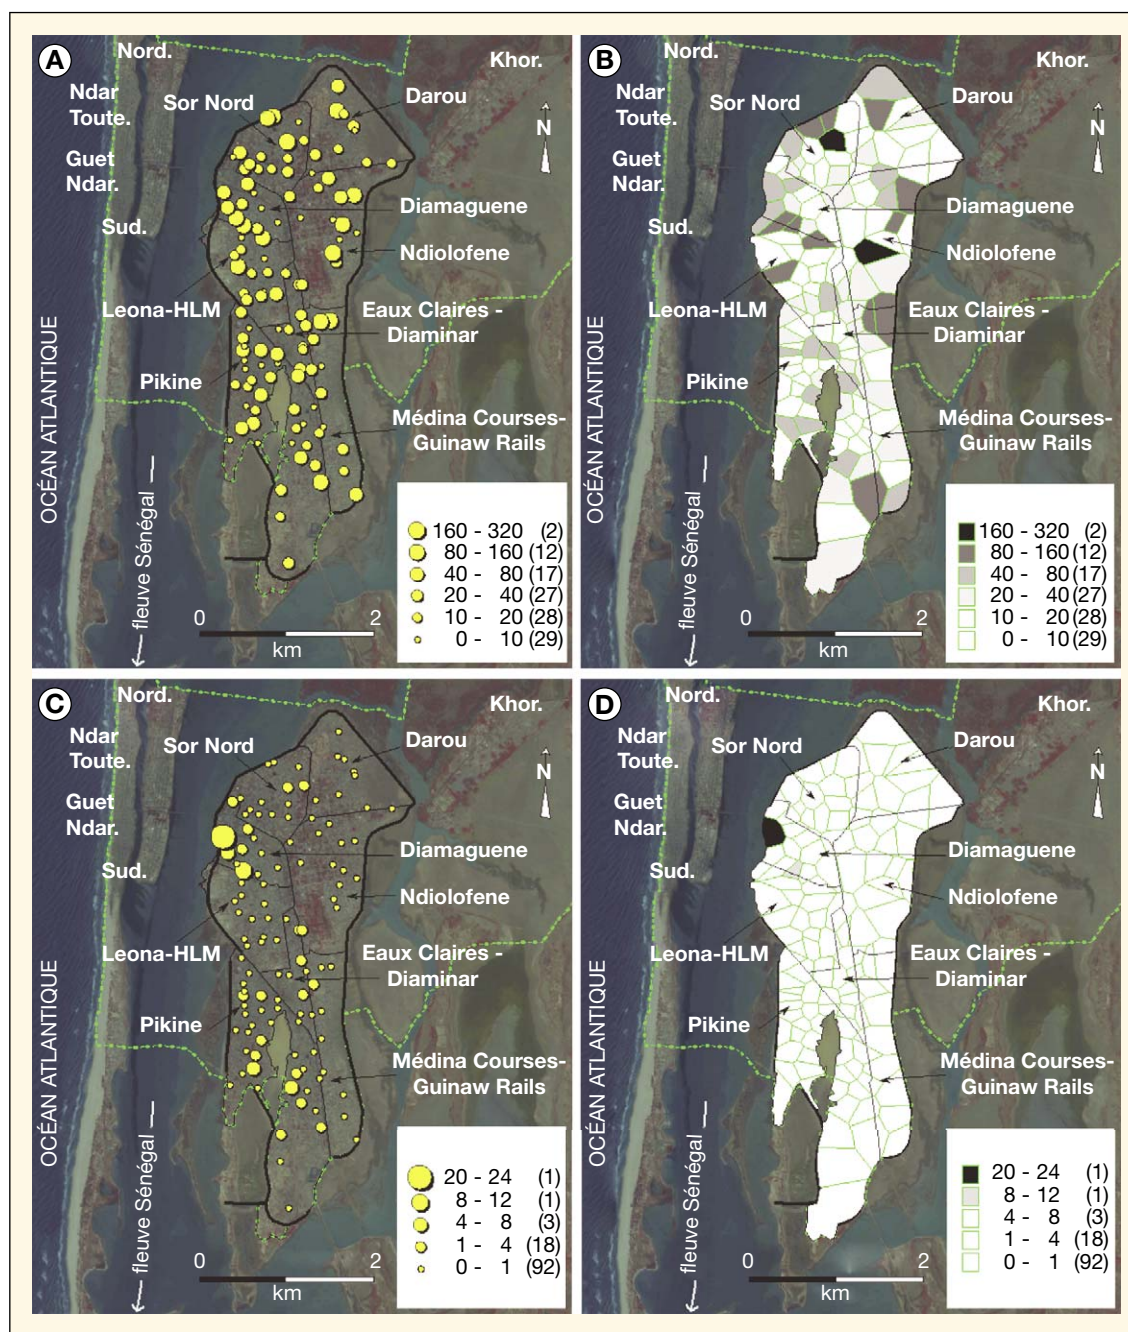 A
Nord.
Khor.
Ndar
Toute.
Sor Nord
Darou
N
Guet
Ndar.
Diamaguene
Sud.
Ndiolofene
Leona-HLM
Eaux Claires -
Diaminar
Pikine
Médina Courses-
Guinaw Rails
OCÉAN ATLANTIQUE
fleuve Sénégal
160 - 320 (2)
80 - 160 (12)
40 - 80 (17)
20 - 40 (27)
10 - 20 (28)
0 - 10 (29)
0 2
km
B
Nord.
Khor.
Ndar
Toute.
Sor Nord
Darou
N
Guet
Ndar.
Diamaguene
Sud.
Ndiolofene
Leona-HLM
Eaux Claires -
Diaminar
Pikine
Médina Courses-
Guinaw Rails
OCÉAN ATLANTIQUE
fleuve Sénégal
160 - 320 (2)
80 - 160 (12)
40 - 80 (17)
20 - 40 (27)
10 - 20 (28)
0 - 10 (29)
0 2
km
C
Nord.
Khor.
Ndar
Toute.
Sor Nord
Darou
N
Guet
Ndar.
Diamaguene
Sud.
Ndiolofene
Leona-HLM
Eaux Claires -
Diaminar
Pikine
Médina Courses-
Guinaw Rails
OCÉAN ATLANTIQUE
fleuve Sénégal
20 - 24 (1)
8 - 12 (1)
4 - 8 (3)
1 - 4 (18)
0 - 1 (92)
0 2
km
D
Nord.
Khor.
Ndar
Toute.
Sor Nord
Darou
N
Guet
Ndar.
Diamaguene
Sud.
Ndiolofene
Leona-HLM
Eaux Claires -
Diaminar
Pikine
Médina Courses-
Guinaw Rails
OCÉAN ATLANTIQUE
fleuve Sénégal
20 - 24 (1)
8 - 12 (1)
4 - 8 (3)
1 - 4 (18)
0 - 1 (92)
0 2
km